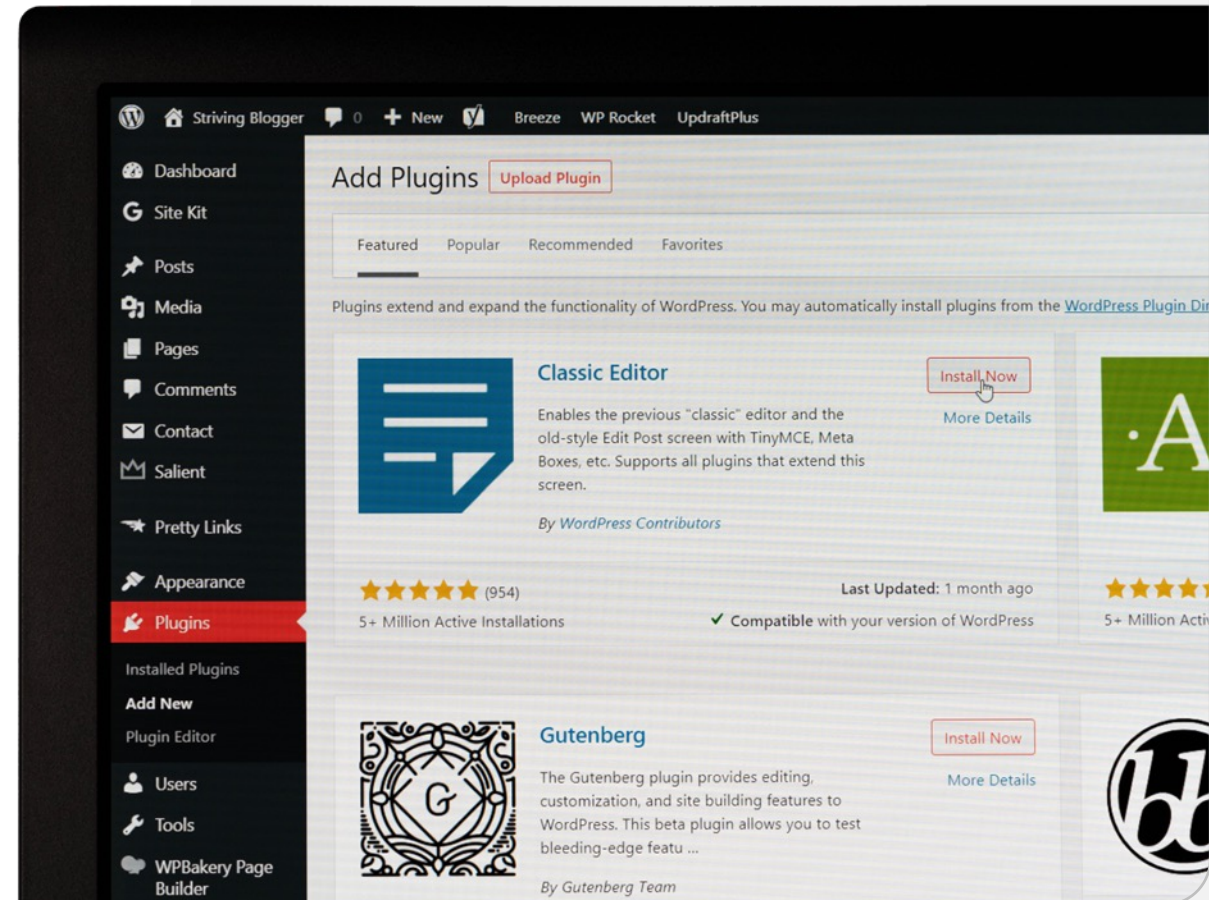 Striving Blogger 0 New Breeze WP Rocket UpdraftPlus
Dashboard
Site Kit
Posts
Media
Pages
Comments
Contact
Salient
Pretty Links
Appearance
Plugins
Installed Plugins
Add New
Plugin Editor
Users
Tools
WPBakery Page
Builder
Add Plugins Upload Plugin
Featured Popular Recommended Favorites
Plugins extend and expand the functionality of WordPress. You may automatically install plugins from the WordPress Plugin
Classic Editor
Install Now
More Details
Enables the previous "classic" editor and the
old-style Edit Post screen with TinyMCE, Meta
Boxes, etc. Supports all plugins that extend this
screen.
By WordPress Contributors
(954)
5+ Million Active Installations
Last Updated: 1 month ago
Compatible with your version of WordPress
A
5+ Million
Gutenberg
Install Now
More Details
G
The Gutenberg plugin provides editing,
customization, and site building features to
WordPress. This beta plugin allows you to test
bleeding-edge featu ...
By Gutenberg Team